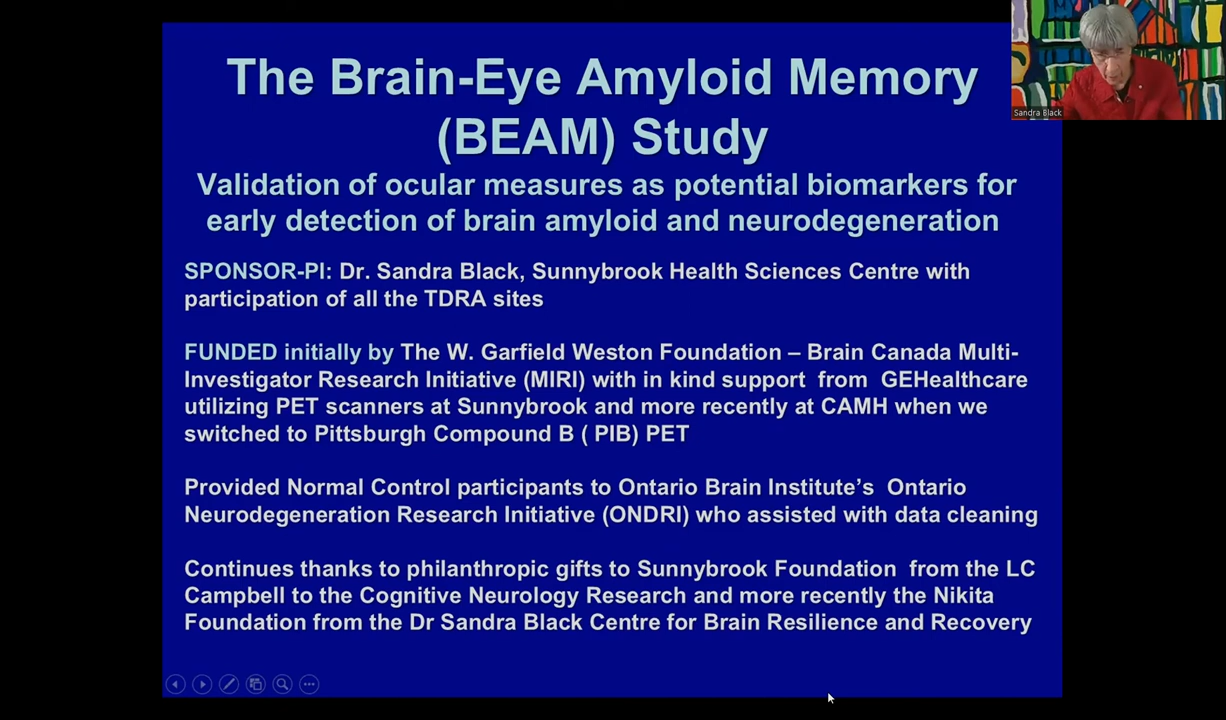 The Brain-Eye Amyloid Memory
(BEAM) Study
Validation of ocular measures as potential biomarkers for
early detection of brain amyloid and neurodegeneration
SPONSOR-PI: Dr. Sandra Black, Sunnybrook Health Sciences Centre with
participation of all the TDRA sites
FUNDED initially by The W. Garfield Weston Foundation – Brain Canada Multi-
Investigator Research Initiative (MIRI) with in kind support from GEHealthcare
utilizing PET scanners at Sunnybrook and more recently at CAMH when we
switched to Pittsburgh Compound B ( PIB) PET
Provided Normal Control participants to Ontario Brain Institute’s Ontario
Neurodegeneration Research Initiative (ONDRI) who assisted with data cleaning
Continues thanks to philanthropic gifts to Sunnybrook Foundation from the LC
Campbell to the Cognitive Neurology Research and more recently the Nikita
Foundation from the Dr Sandra Black Centre for Brain Resilience and Recovery
Sandra Black